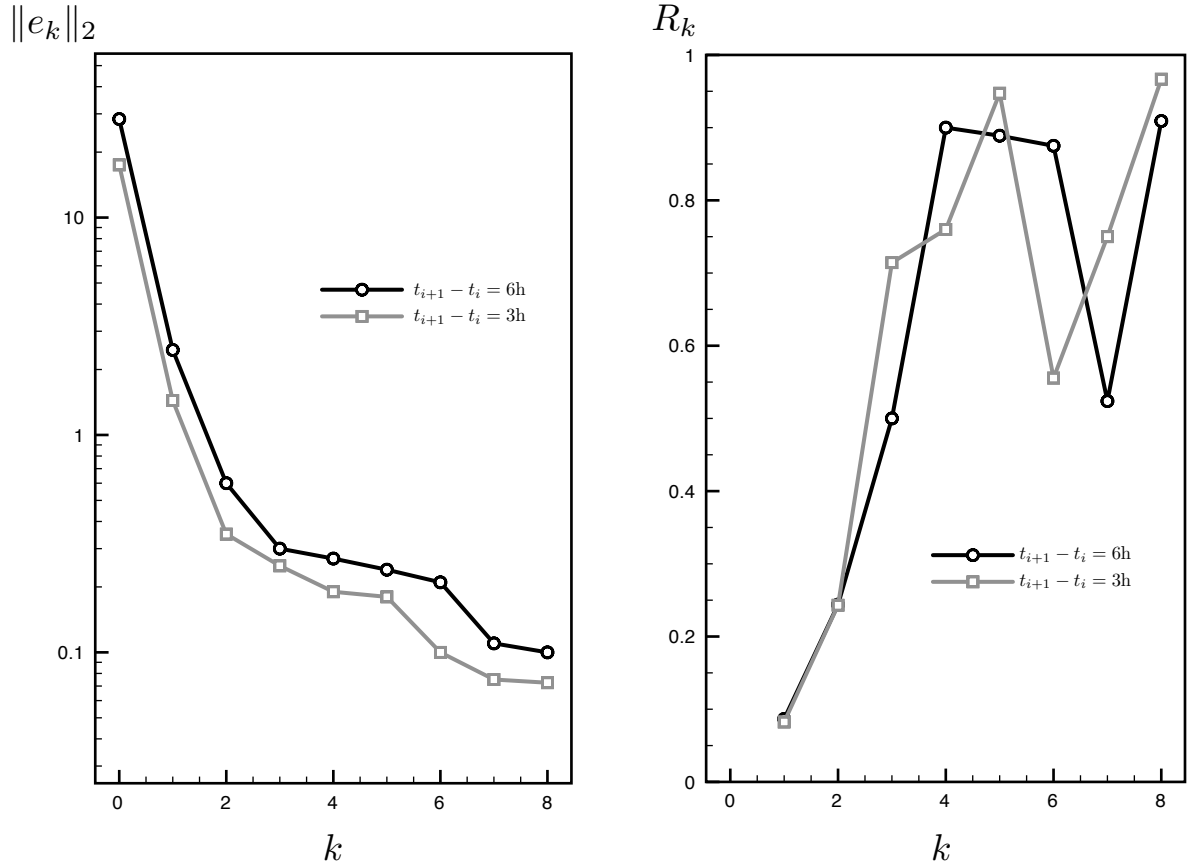 ‖e_k‖_2
10
1
0.1
t_{i+1} − t_i = 6h
t_{i+1} − t_i = 3h
0 2 4 6 8
k
R_k
1
0.8
0.6
0.4
0.2
0
t_{i+1} − t_i = 6h
t_{i+1} − t_i = 3h
0 2 4 6 8
k